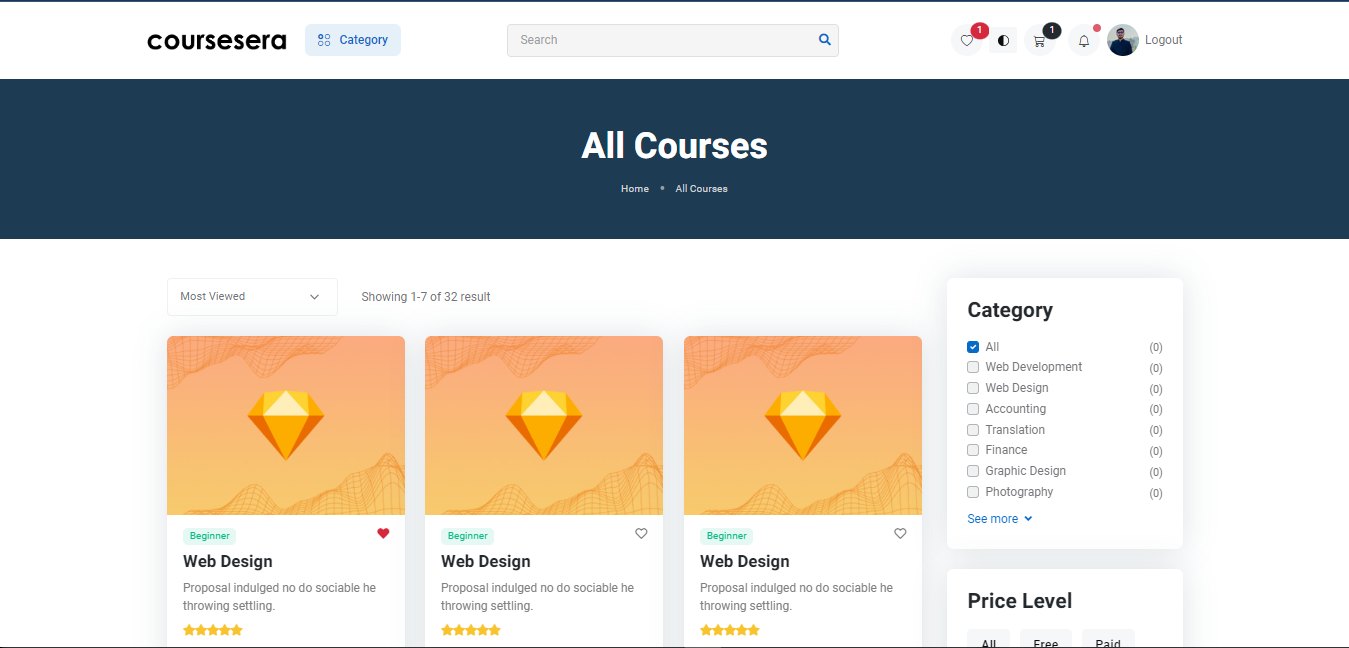 coursesera
Category
Search
1
1
Logout
All Courses
Home • All Courses
Most Viewed
Showing 1-7 of 32 result
Beginner
Web Design
Proposal indulged no do sociable he
throwing settling.
Beginner
Web Design
Proposal indulged no do sociable he
throwing settling.
Beginner
Web Design
Proposal indulged no do sociable he
throwing settling.
Category
All (0)
Web Development (0)
Web Design (0)
Accounting (0)
Translation (0)
Finance (0)
Graphic Design (0)
Photography (0)
See more
Price Level
All Free Paid